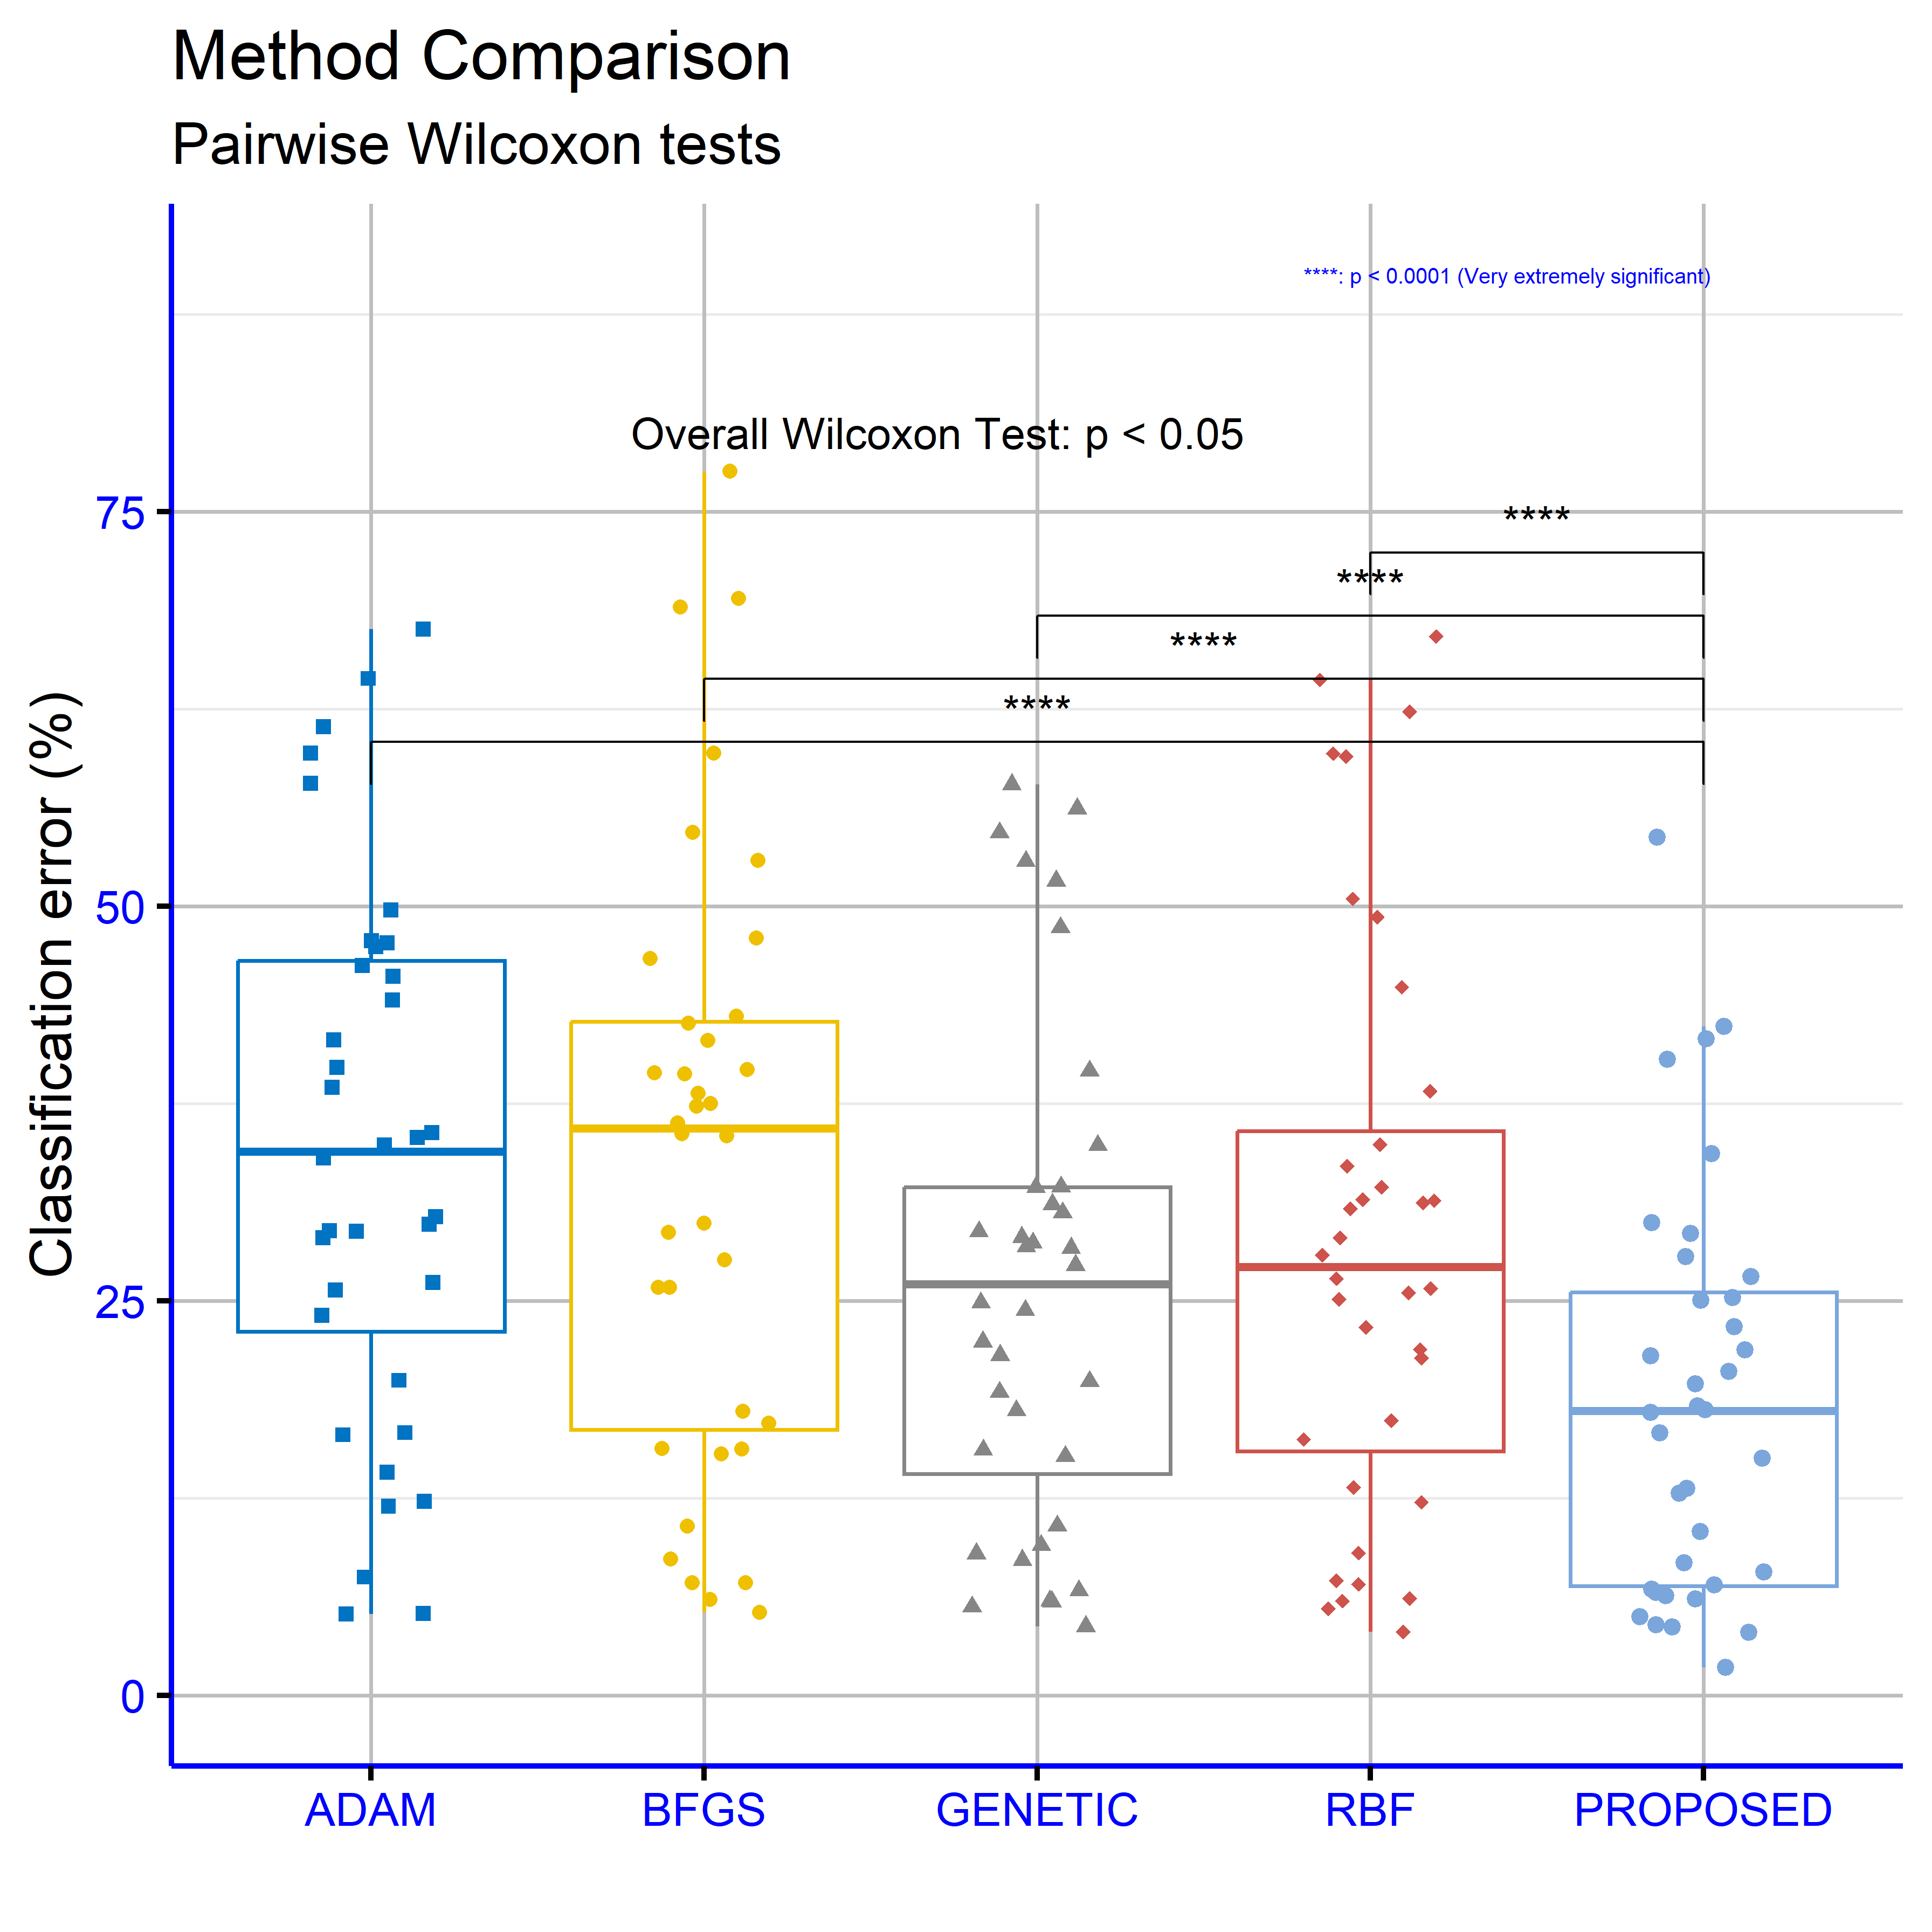 Method Comparison
Pairwise Wilcoxon tests
****: p < 0.0001 (Very extremely significant)
Overall Wilcoxon Test: p < 0.05
75
****
****
****
****
50
25
0
Classification error (%)
ADAM BFGS GENETIC RBF PROPOSED